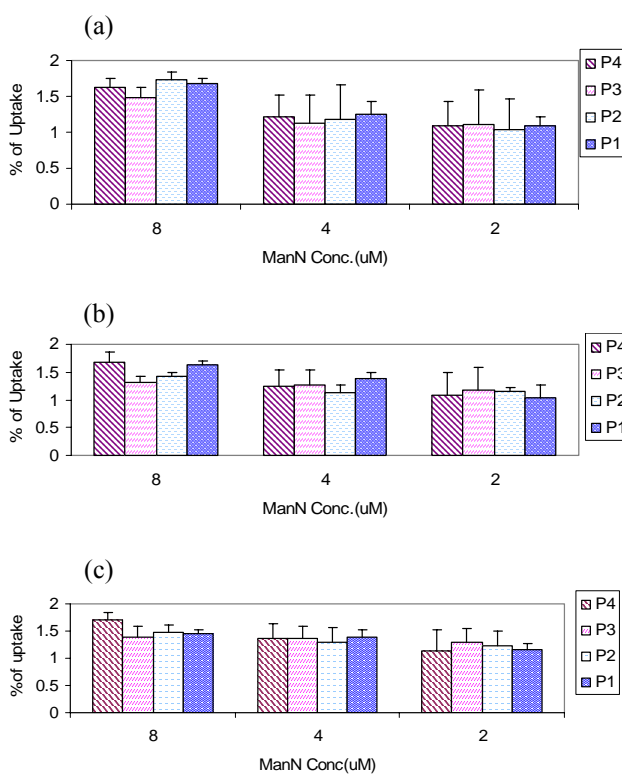 (a)
% of Uptake
2
1.5
1
0.5
0
8 4 2
ManN Conc.(uM)
P4
P3
P2
P1
(b)
% of Uptake
2
1.5
1
0.5
0
8 4 2
ManN Conc.(uM)
P4
P3
P2
P1
(c)
%of uptake
2
1.5
1
0.5
0
8 4 2
ManN Conc(uM)
P4
P3
P2
P1